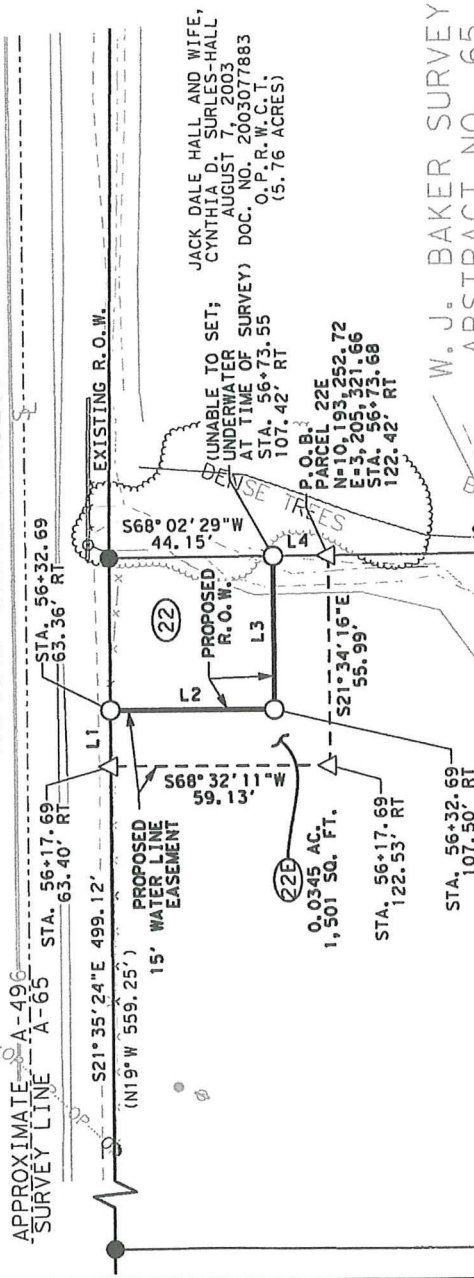 APPROXIMATE A-496
SURVEY LINE A-65
STA. 56+17.69
63.40' RT
STA. 56+32.69
63.36' RT
EXISTING R.O.W.
S21°35'24"E 499.12'
(N19°W 559.25')
L1
PROPOSED
15' WATER LINE
EASEMENT
S68°32'11"W
59.13'
L2
22
PROPOSED
R.O.W.
L3
S68°02'29"W
44.15'
L4
DENSE TREES
S21°34'16"E
55.99'
22E
0.0345 AC.
1,501 SQ. FT.
STA. 56+17.69
122.53' RT
STA. 56+32.69
107.50' RT
JACK DALE HALL AND WIFE,
CYNTHIA D. SURLES-HALL
AUGUST 7, 2003
DOC. NO. 2003077883
O.P.R.W.C.T.
(5.76 ACRES)
(UNABLE TO SET;
UNDERWATER
AT TIME OF SURVEY)
STA. 56+73.55
107.42' RT
P.O.B.
PARCEL 22E
N=10,193,252.72
E=3,209,321.66
STA. 56+73.68
122.42' RT
W. J. BAKER SURVEY
ABSTRACT NO. 65
OP
OP